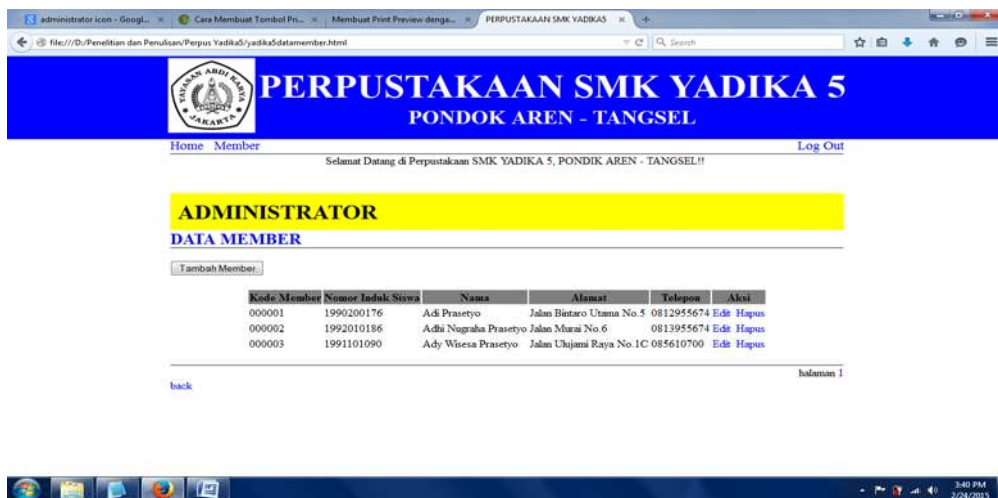 administrator icon - Googl...
Cara Membuat Tombol Pri...
Membuat Print Preview denga...
PERPUSTAKAAN SMK YADIKA5
file:///D:/Penelitian dan Penulisan/Perpus Yadika5/yadika5datamember.html
Search
YAYASAN ABDI KARYA
JAKARTA
PERPUSTAKAAN SMK YADIKA 5
PONDOK AREN - TANGSEL
Home Member Log Out
Selamat Datang di Perpustakaan SMK YADIKA 5, PONDIK AREN - TANGSEL!!
ADMINISTRATOR
DATA MEMBER
Tambah Member
Kode Member Nomor Induk Siswa Nama Alamat Telepon Aksi
000001 1990200176 Adi Prasetyo Jalan Bintaro Utama No.5 0812955674 Edit Hapus
000002 1992010186 Adhi Nugraha Prasetyo Jalan Murai No.6 0813955674 Edit Hapus
000003 1991101090 Ady Wisesa Prasetyo Jalan Ulujami Raya No.1C 085610700 Edit Hapus
halaman 1
back
3:40 PM
2/24/2015